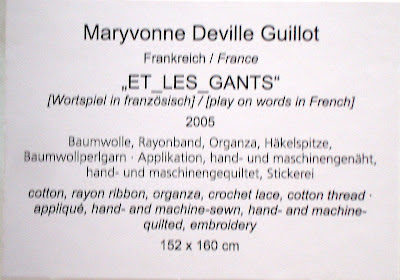 Maryvonne Deville Guillot
Frankreich / France
„ET_LES_GANTS“
[Wortspiel in französisch] / [play on words in French]
2005
Baumwolle, Rayonband, Organza, Häkelspitze,
Baumwollperlgarn · Applikation, hand- und maschinengenäht,
hand- und maschinengequiltet, Stickerei
cotton, rayon ribbon, organza, crochet lace, cotton thread ·
appliqué, hand- and machine-sewn, hand- and machine-
quilted, embroidery
152 x 160 cm